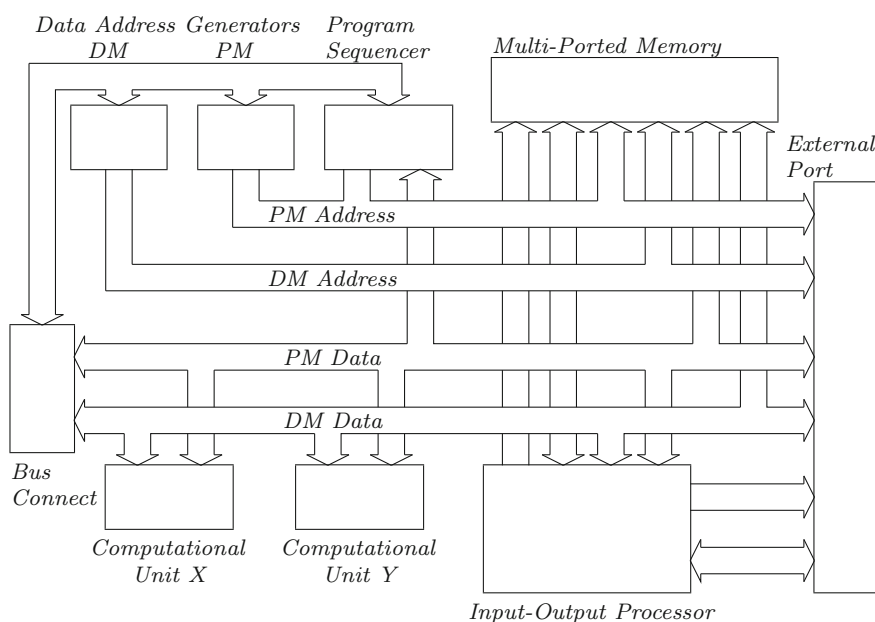 Data Address Generators Program
DM PM Sequencer
Multi-Ported Memory
External
Port
PM Address
DM Address
PM Data
DM Data
Bus
Connect
Computational
Unit X
Computational
Unit Y
Input-Output Processor